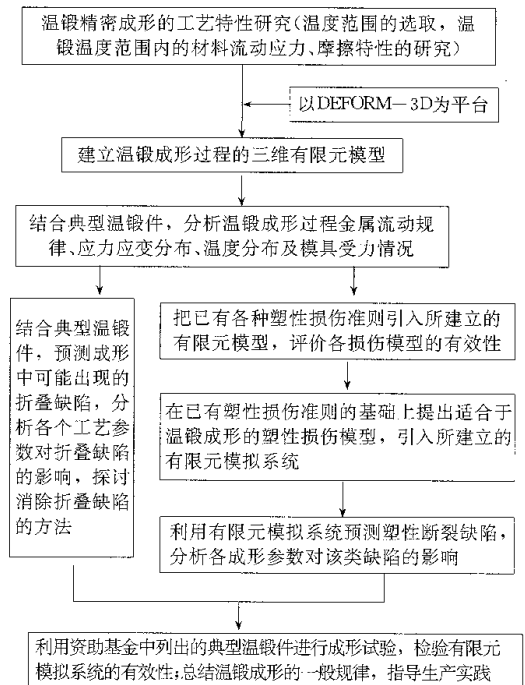 温锻精密成形的工艺特性研究(温度范围的选取，温
锻温度范围内的材料流动应力、摩擦特性的研究)
以DEFORM－3D为平台
建立温锻成形过程的三维有限元模型
结合典型温锻件，分析温锻成形过程金属流动规
律、应力应变分布、温度分布及模具受力情况
结合典型温锻
件，预测成形
中可能出现的
折叠缺陷，分
析各个工艺参
数对折叠缺陷
的影响，探讨
消除折叠缺陷
的方法
把已有各种塑性损伤准则引入所建立的
有限元模型，评价各损伤模型的有效性
在已有塑性损伤准则的基础上提出适合于
温锻成形的塑性损伤模型，引入所建立的
有限元模拟系统
利用有限元模拟系统预测塑性断裂缺陷，
分析各成形参数对该类缺陷的影响
利用资助基金中列出的典型温锻件进行成形试验，检验有限元
模拟系统的有效性;总结温锻成形的一般规律，指导生产实践